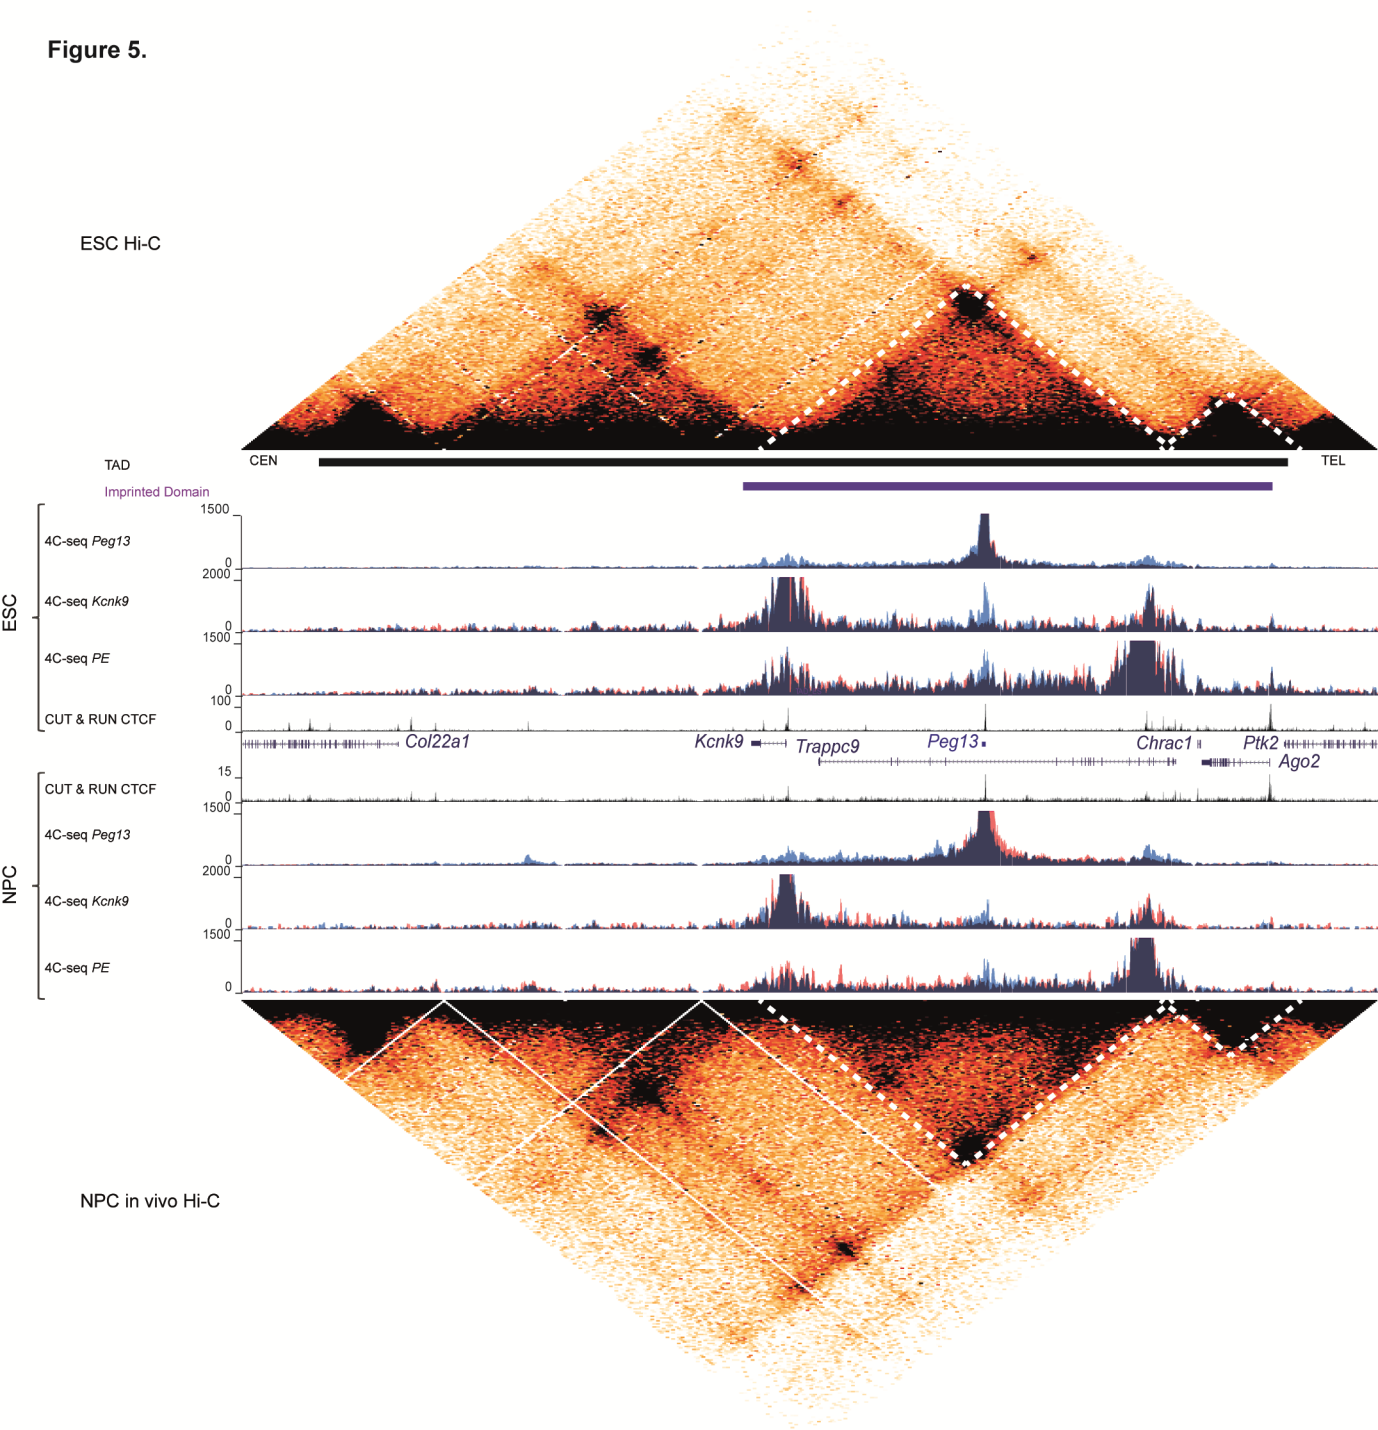 Figure 5.
ESC Hi-C
CEN
TEL
TAD
Imprinted Domain
1500
4C-seq Peg13
0
2000
4C-seq Kcnk9
0
1500
4C-seq PE
0
100
CUT & RUN CTCF
0
ESC
Col22a1
Kcnk9
Trappc9
Peg13
Chrac1
Ptk2
Ago2
15
CUT & RUN CTCF
0
1500
4C-seq Peg13
0
2000
4C-seq Kcnk9
0
1500
4C-seq PE
0
NPC
NPC in vivo Hi-C